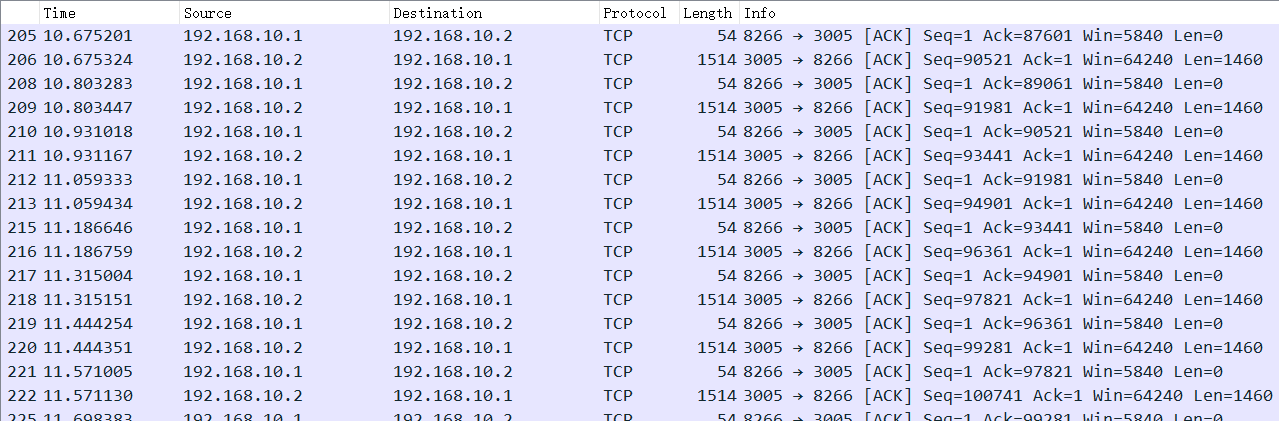 Time Source Destination Protocol Length Info
205 10.675201 192.168.10.1 192.168.10.2 TCP 54 8266 → 3005 [ACK] Seq=1 Ack=87601 Win=5840 Len=0
206 10.675324 192.168.10.2 192.168.10.1 TCP 1514 3005 → 8266 [ACK] Seq=90521 Ack=1 Win=64240 Len=1460
208 10.803283 192.168.10.1 192.168.10.2 TCP 54 8266 → 3005 [ACK] Seq=1 Ack=89061 Win=5840 Len=0
209 10.803447 192.168.10.2 192.168.10.1 TCP 1514 3005 → 8266 [ACK] Seq=91981 Ack=1 Win=64240 Len=1460
210 10.931018 192.168.10.1 192.168.10.2 TCP 54 8266 → 3005 [ACK] Seq=1 Ack=90521 Win=5840 Len=0
211 10.931167 192.168.10.2 192.168.10.1 TCP 1514 3005 → 8266 [ACK] Seq=93441 Ack=1 Win=64240 Len=1460
212 11.059333 192.168.10.1 192.168.10.2 TCP 54 8266 → 3005 [ACK] Seq=1 Ack=91981 Win=5840 Len=0
213 11.059434 192.168.10.2 192.168.10.1 TCP 1514 3005 → 8266 [ACK] Seq=94901 Ack=1 Win=64240 Len=1460
215 11.186646 192.168.10.1 192.168.10.2 TCP 54 8266 → 3005 [ACK] Seq=1 Ack=93441 Win=5840 Len=0
216 11.186759 192.168.10.2 192.168.10.1 TCP 1514 3005 → 8266 [ACK] Seq=96361 Ack=1 Win=64240 Len=1460
217 11.315004 192.168.10.1 192.168.10.2 TCP 54 8266 → 3005 [ACK] Seq=1 Ack=94901 Win=5840 Len=0
218 11.315151 192.168.10.2 192.168.10.1 TCP 1514 3005 → 8266 [ACK] Seq=97821 Ack=1 Win=64240 Len=1460
219 11.444254 192.168.10.1 192.168.10.2 TCP 54 8266 → 3005 [ACK] Seq=1 Ack=96361 Win=5840 Len=0
220 11.444351 192.168.10.2 192.168.10.1 TCP 1514 3005 → 8266 [ACK] Seq=99281 Ack=1 Win=64240 Len=1460
221 11.571005 192.168.10.1 192.168.10.2 TCP 54 8266 → 3005 [ACK] Seq=1 Ack=97821 Win=5840 Len=0
222 11.571130 192.168.10.2 192.168.10.1 TCP 1514 3005 → 8266 [ACK] Seq=100741 Ack=1 Win=64240 Len=1460
225 11.698383 192.168.10.1 192.168.10.2 TCP 54 8266 → 3005 [ACK] Seq=1 Ack=99281 Win=5840 Len=0